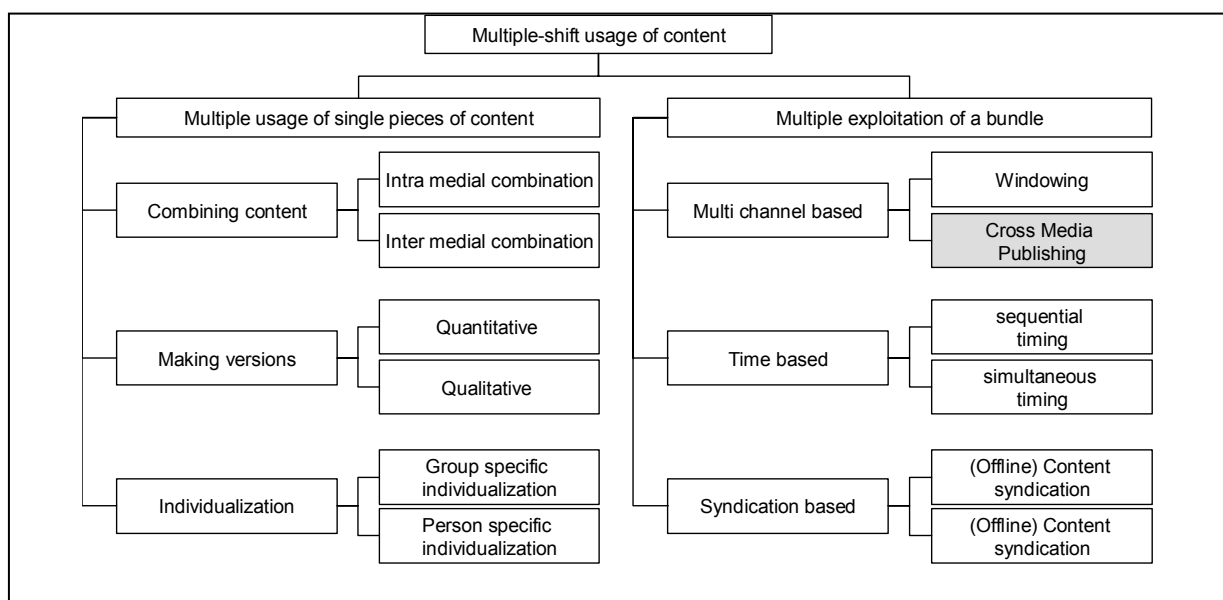 Multiple-shift usage of content
Multiple usage of single pieces of content
Multiple exploitation of a bundle
Combining content
Intra medial combination
Inter medial combination
Making versions
Quantitative
Qualitative
Individualization
Group specific
individualization
Person specific
individualization
Multi channel based
Windowing
Cross Media
Publishing
Time based
sequential
timing
simultaneous
timing
Syndication based
(Offline) Content
syndication
(Offline) Content
syndication